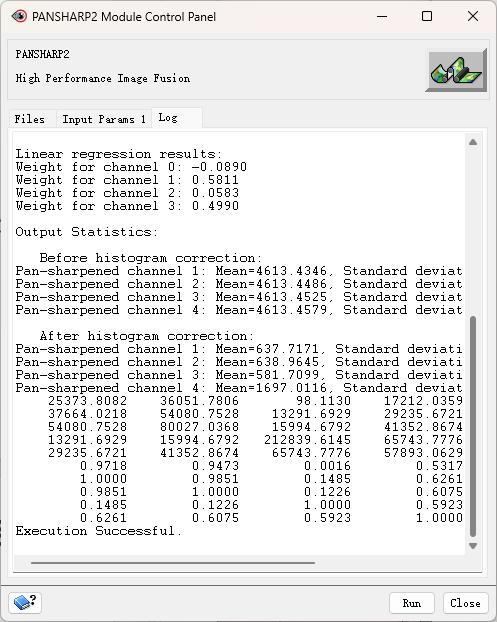 PANSHARP2 Module Control Panel
PANSHARP2
High Performance Image Fusion
Files Input Params 1 Log
Linear regression results:
Weight for channel 0: -0.0890
Weight for channel 1: 0.5811
Weight for channel 2: 0.0583
Weight for channel 3: 0.4990
Output Statistics:
Before histogram correction:
Pan-sharpened channel 1: Mean=4613.4346, Standard deviat
Pan-sharpened channel 2: Mean=4613.4486, Standard deviat
Pan-sharpened channel 3: Mean=4613.4525, Standard deviat
Pan-sharpened channel 4: Mean=4613.4579, Standard deviat
After histogram correction:
Pan-sharpened channel 1: Mean=637.7171, Standard deviati
Pan-sharpened channel 2: Mean=638.9645, Standard deviati
Pan-sharpened channel 3: Mean=581.7099, Standard deviati
Pan-sharpened channel 4: Mean=1697.0116, Standard deviat
25373.8082 36051.7806 98.1130 17212.0359
37664.0218 54080.7528 13291.6929 29235.6721
54080.7528 80027.0368 15994.6792 41352.8674
13291.6929 15994.6792 212839.6145 65743.7776
29235.6721 41352.8674 65743.7776 57893.0629
0.9718 0.9473 0.0016 0.5317
1.0000 0.9851 0.1485 0.6261
0.9851 1.0000 0.1226 0.6075
0.1485 0.1226 1.0000 0.5923
0.6261 0.6075 0.5923 1.0000
Execution Successful.
Run Close